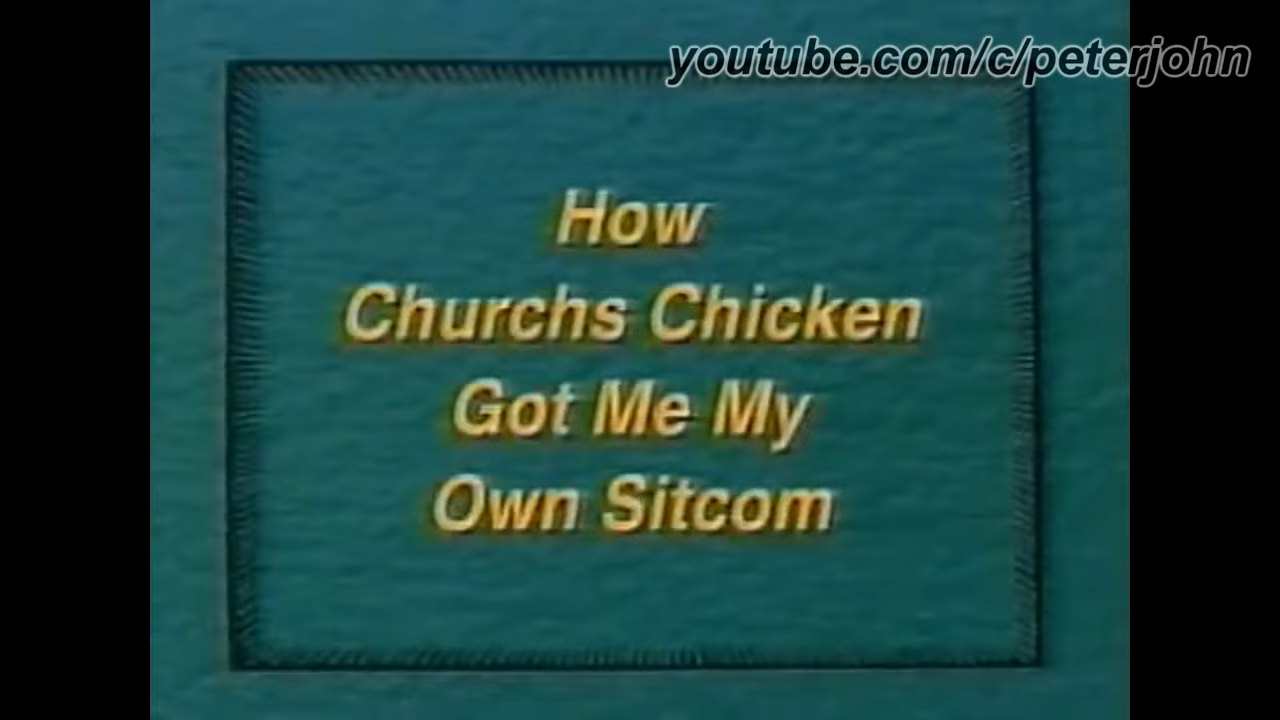 youtube.com/c/peterjohn
How
Churchs Chicken
Got Me My
Own Sitcom